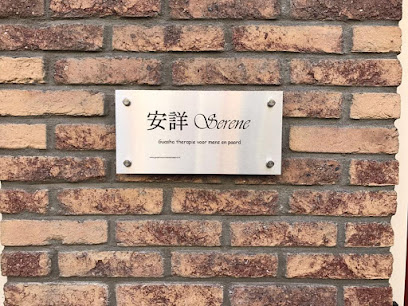 安詳 Serene
Guasha therapie voor mens en paard